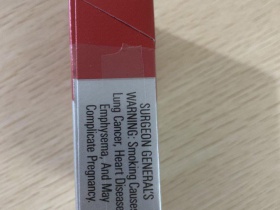 SURGEON GENERAL'S
WARNING: Smoking Causes
Lung Cancer, Heart Disease
Emphysema, And May
Complicate Pregnancy.